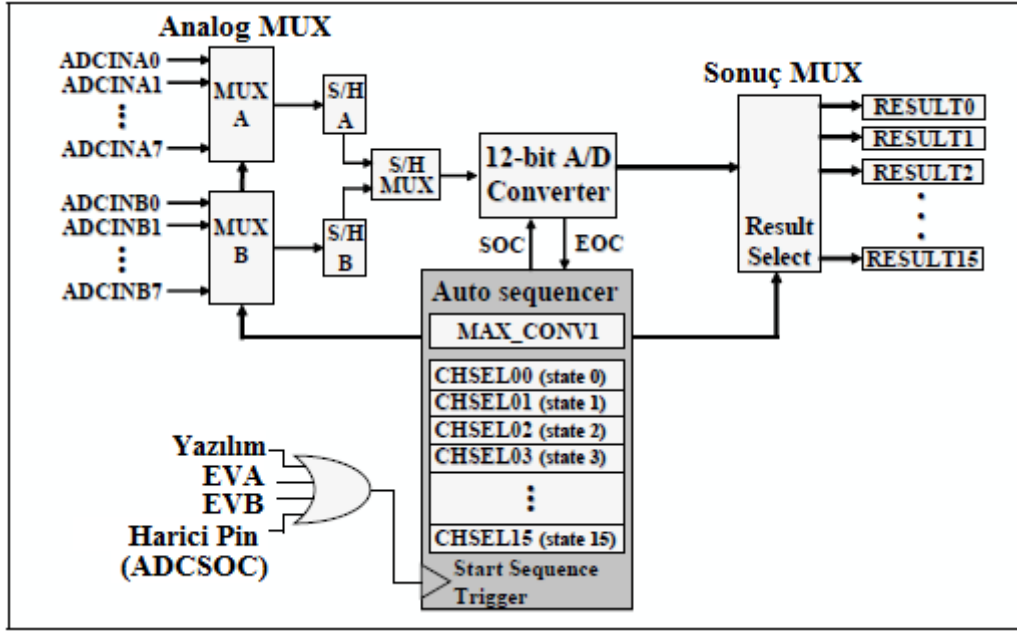 Analog MUX
ADCINA0
ADCINA1
ADCINA7
MUX
A
S/H
A
ADCINB0
ADCINB1
ADCINB7
MUX
B
S/H
B
S/H
MUX
12-bit A/D
Converter
SOC
EOC
Sonuç MUX
Result
Select
RESULT0
RESULT1
RESULT2
RESULT15
Auto sequencer
MAX_CONV1
CHSEL00 (state 0)
CHSEL01 (state 1)
CHSEL02 (state 2)
CHSEL03 (state 3)
CHSEL15 (state 15)
Start Sequence
Trigger
Yazılım
EVA
EVB
Harici Pin
(ADCSOC)